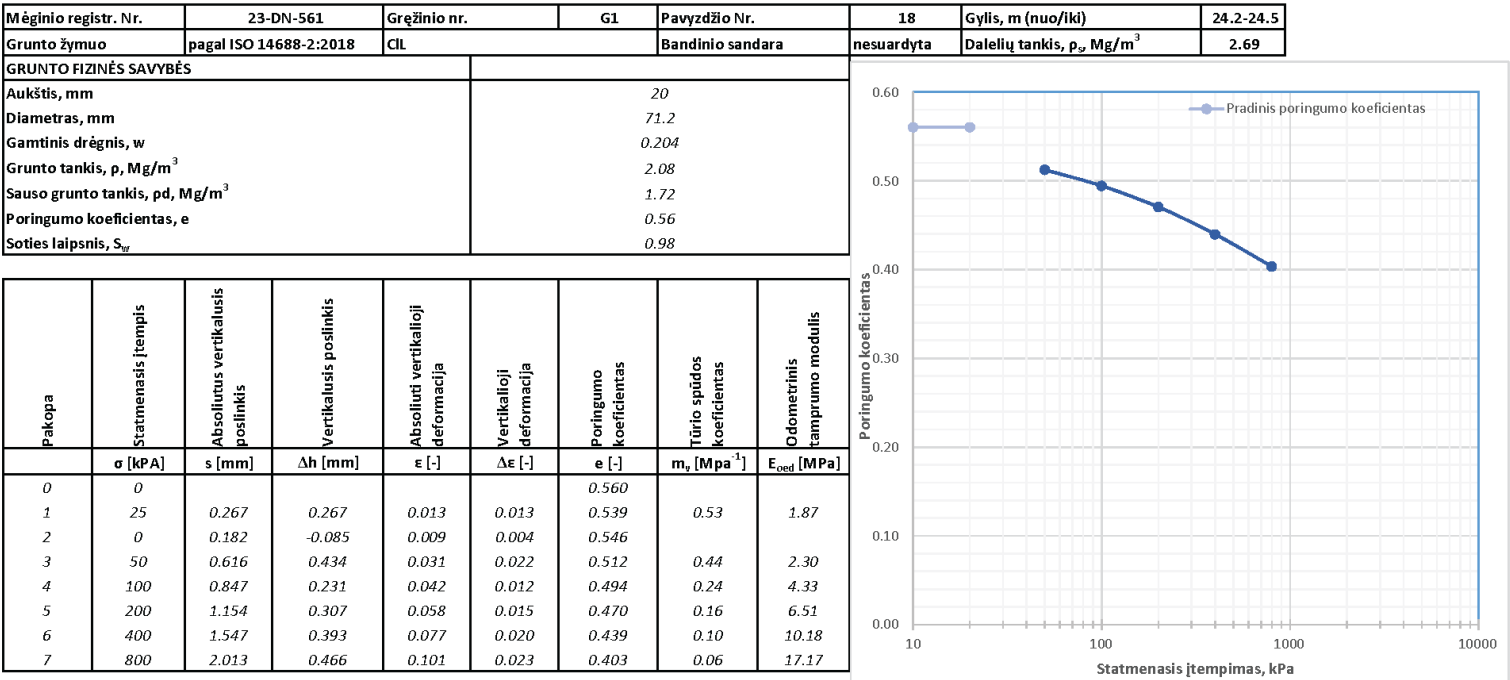 Mėginio registr. Nr. 23-DN-561 Gręžinio nr. G1 Pavyzdžio Nr. 18 Gylis, m (nuo/iki) 24.2-24.5
Grunto žymuo pagal ISO 14688-2:2018 ClL Bandinio sandara nesuardyta Dalelių tankis, ρs, Mg/m³ 2.69
GRUNTO FIZINĖS SAVYBĖS
Aukštis, mm 20
Diametras, mm 71.2
Gamtinis drėgnis, w 0.204
Grunto tankis, ρ, Mg/m³ 2.08
Sauso grunto tankis, ρd, Mg/m³ 1.72
Poringumo koeficientas, e 0.56
Soties laipsnis, Sw 0.98
Pakopa
Statmenasis įtempis
Absoliutus vertikalusis poslinkis
Vertikalusis poslinkis
Absoliuti vertikalioji deformacija
Vertikalioji deformacija
Poringumo koeficientas
Tūrio spūdos koeficientas
Odometrinis tamprumo modulis
σ [kPA] s [mm] Δh [mm] ε [-] Δε [-] e [-] mv [Mpa⁻¹] Eoed [MPa]
0 0 0.560
1 25 0.267 0.267 0.013 0.013 0.539 0.53 1.87
2 0 0.182 -0.085 0.009 0.004 0.546
3 50 0.616 0.434 0.031 0.022 0.512 0.44 2.30
4 100 0.847 0.231 0.042 0.012 0.494 0.24 4.33
5 200 1.154 0.307 0.058 0.015 0.470 0.16 6.51
6 400 1.547 0.393 0.077 0.020 0.439 0.10 10.18
7 800 2.013 0.466 0.101 0.023 0.403 0.06 17.17
Pradinis poringumo koeficientas
Poringumo koeficientas
0.60
0.50
0.40
0.30
0.20
0.10
0.00
10 100 1000 10000
Statmenasis įtempimas, kPa